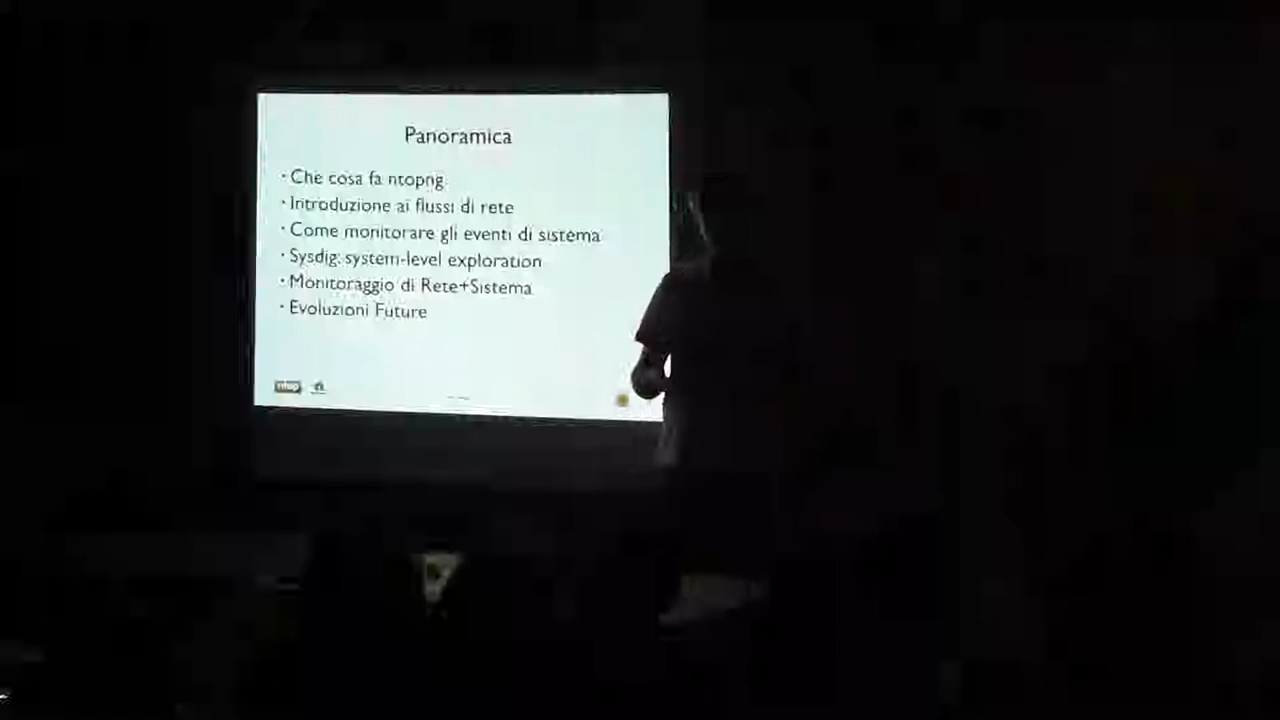 Panoramica
· Che cosa fa ntopng
· Introduzione ai flussi di rete
· Come monitorare gli eventi di sistema
· Sysdig: system-level exploration
· Monitoraggio di Rete+Sistema
· Evoluzioni Future
ntop